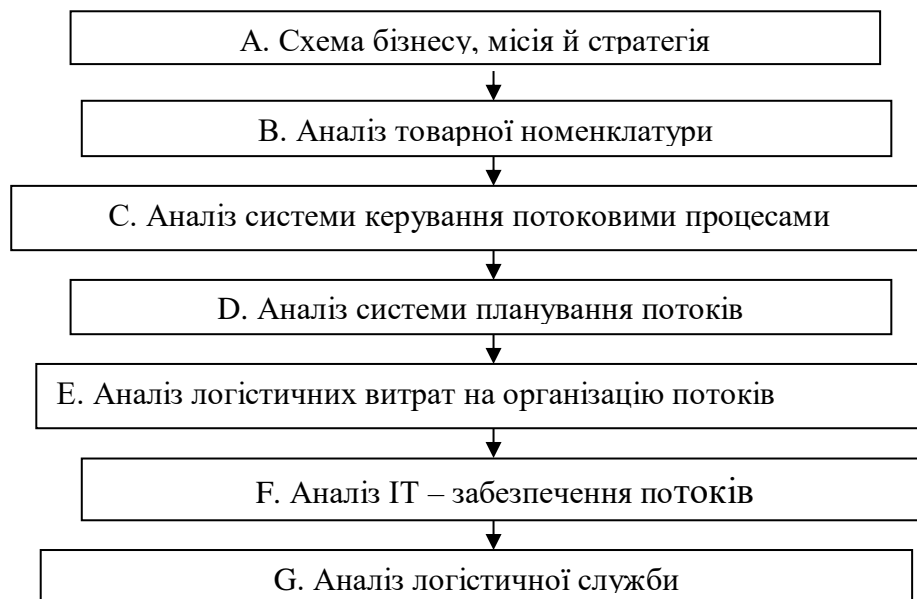 A. Схема бізнесу, місія й стратегія
B. Аналіз товарної номенклатури
C. Аналіз системи керування потоковими процесами
D. Аналіз системи планування потоків
E. Аналіз логістичних витрат на організацію потоків
F. Аналіз ІТ – забезпечення потоків
G. Аналіз логістичної служби